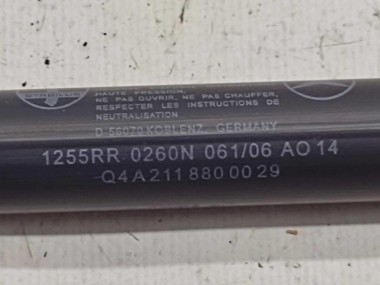 HAUTE PRESSION,
NE PAS OUVRIR, NE PAS CHAUFFER,
RESPECTER LES INSTRUCTIONS DE
NEUTRALISATION
D-56070 KOBLENZ, GERMANY
1255RR 0260N 061/06 AO 14
Q4 A 211 880 00 29